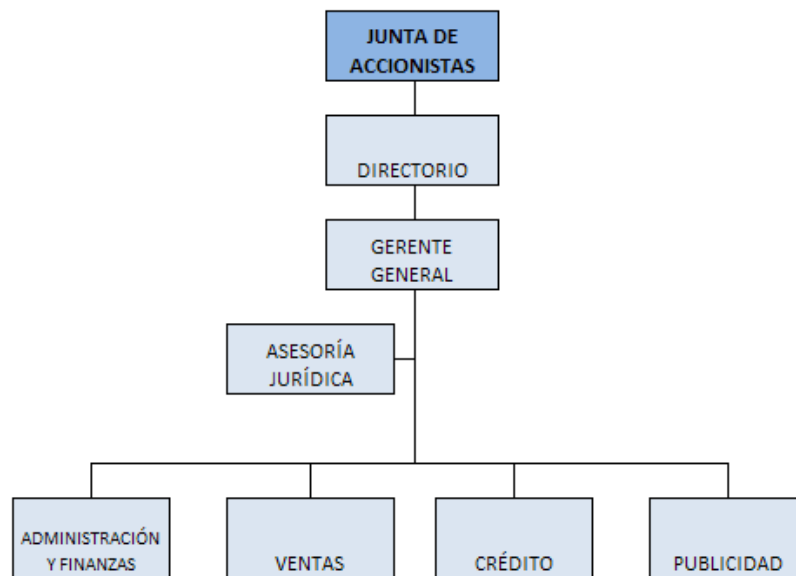 JUNTA DE
ACCIONISTAS
DIRECTORIO
GERENTE
GENERAL
ASESORÍA
JURÍDICA
ADMINISTRACIÓN
Y FINANZAS
VENTAS
CRÉDITO
PUBLICIDAD